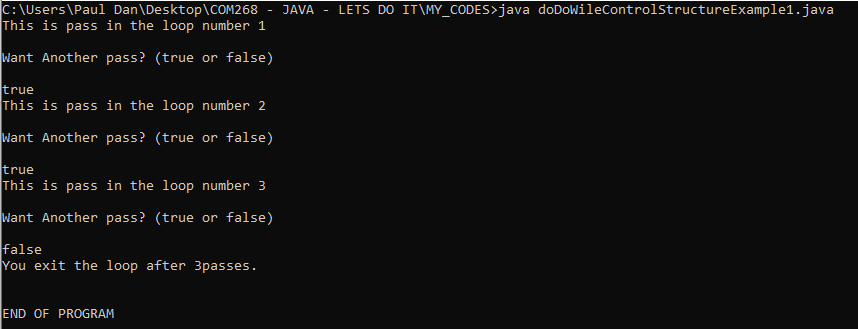 C:\Users\Paul Dan\Desktop\COM268 - JAVA - LETS DO IT\MY_CODES>java doDoWileControlStructureExample1.java
This is pass in the loop number 1
Want Another pass? (true or false)
true
This is pass in the loop number 2
Want Another pass? (true or false)
true
This is pass in the loop number 3
Want Another pass? (true or false)
false
You exit the loop after 3passes.
END OF PROGRAM